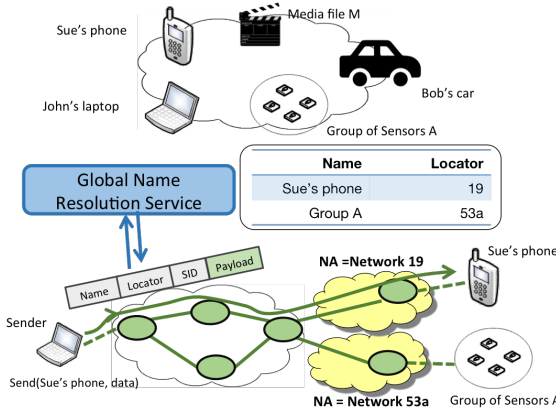 Media file M
Sue's phone
John's laptop
Bob's car
Group of Sensors A
Global Name
Resolution Service
Name Locator
Sue's phone 19
Group A 53a
Name Locator SID Payload
NA =Network 19
Sue's phone
Sender
Send(Sue's phone, data)
NA = Network 53a
Group of Sensors A